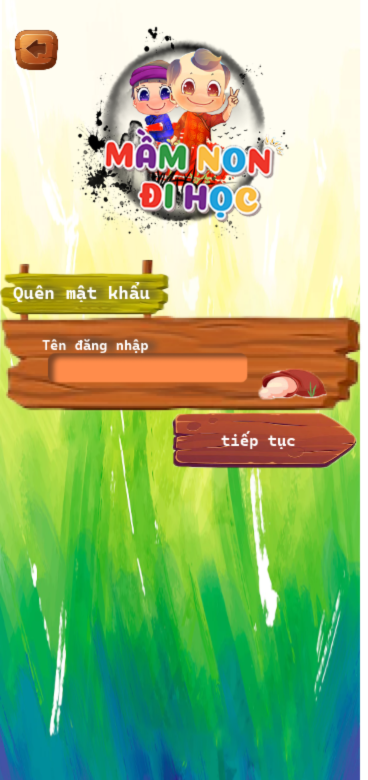 MẦM NON
ĐI HỌC
Quên mật khẩu
Tên đăng nhập
tiếp tục